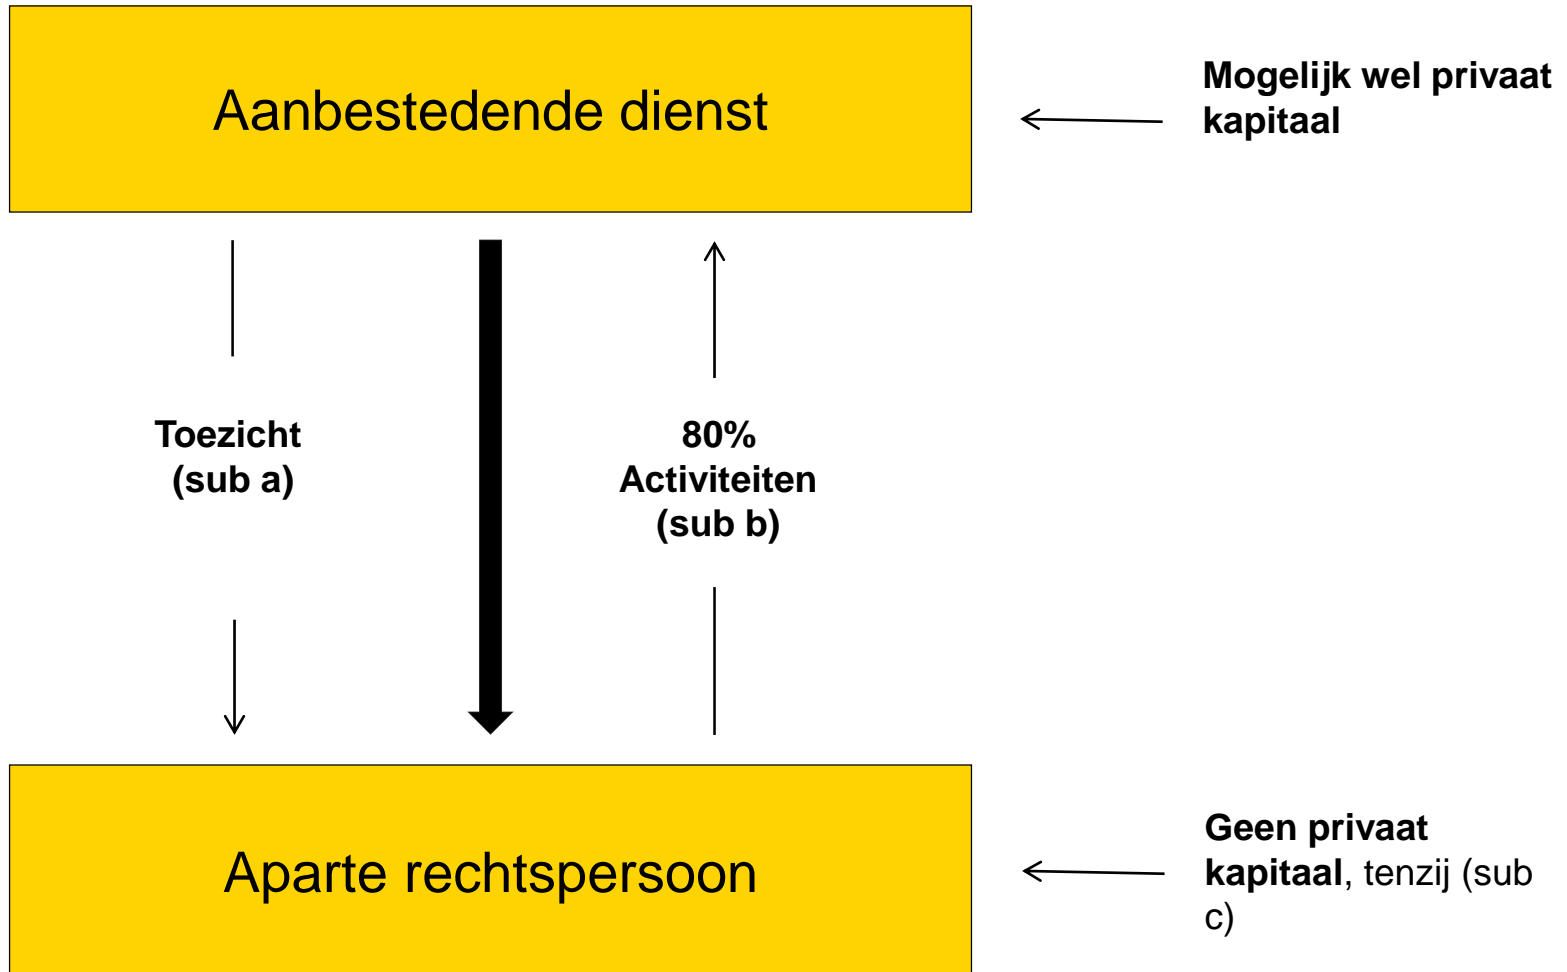 Aanbestedende dienst
Mogelijk wel privaat
kapitaal
Toezicht
(sub a)
80%
Activiteiten
(sub b)
Aparte rechtspersoon
Geen privaat
kapitaal, tenzij (sub
c)